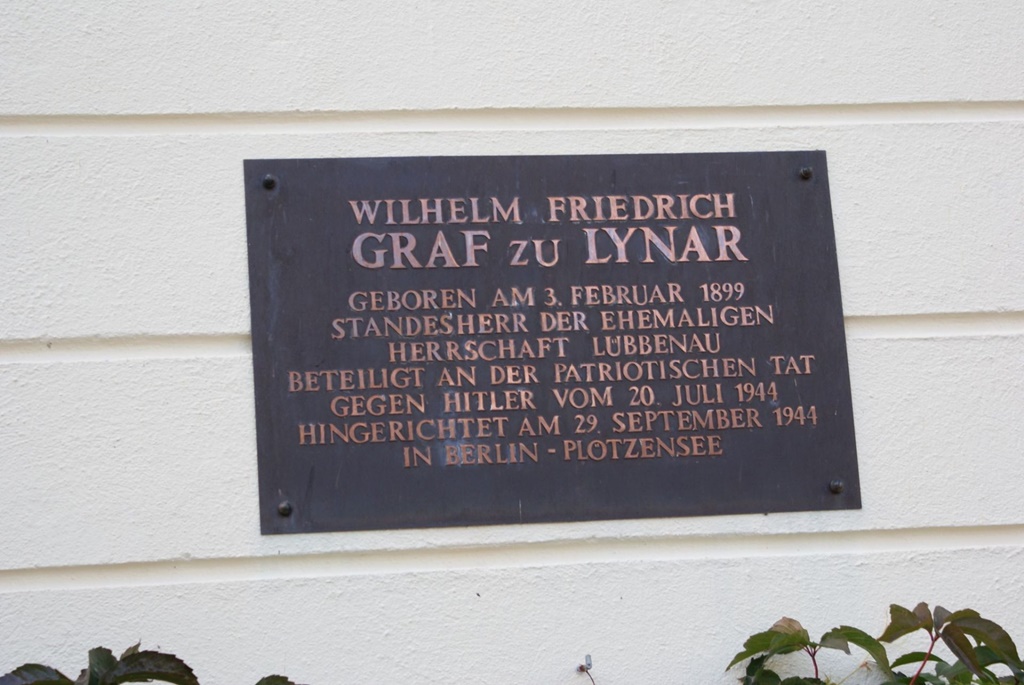 WILHELM FRIEDRICH
GRAF ZU LYNAR
GEBOREN AM 3. FEBRUAR 1899
STANDESHERR DER EHEMALIGEN
HERRSCHAFT LÜBBENAU
BETEILIGT AN DER PATRIOTISCHEN TAT
GEGEN HITLER VOM 20. JULI 1944
HINGERICHTET AM 29. SEPTEMBER 1944
IN BERLIN - PLÖTZENSEE